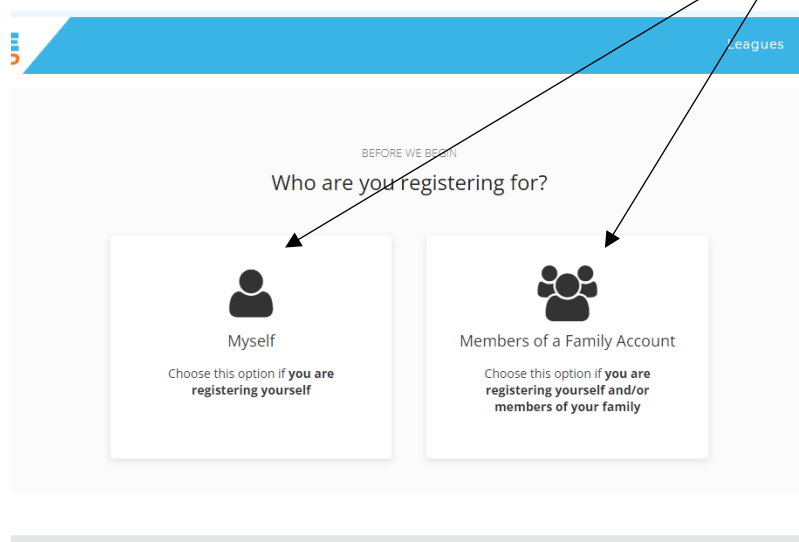 Leagues
BEFORE WE BEGIN
Who are you registering for?
Myself
Choose this option if you are
registering yourself
Members of a Family Account
Choose this option if you are
registering yourself and/or
members of your family